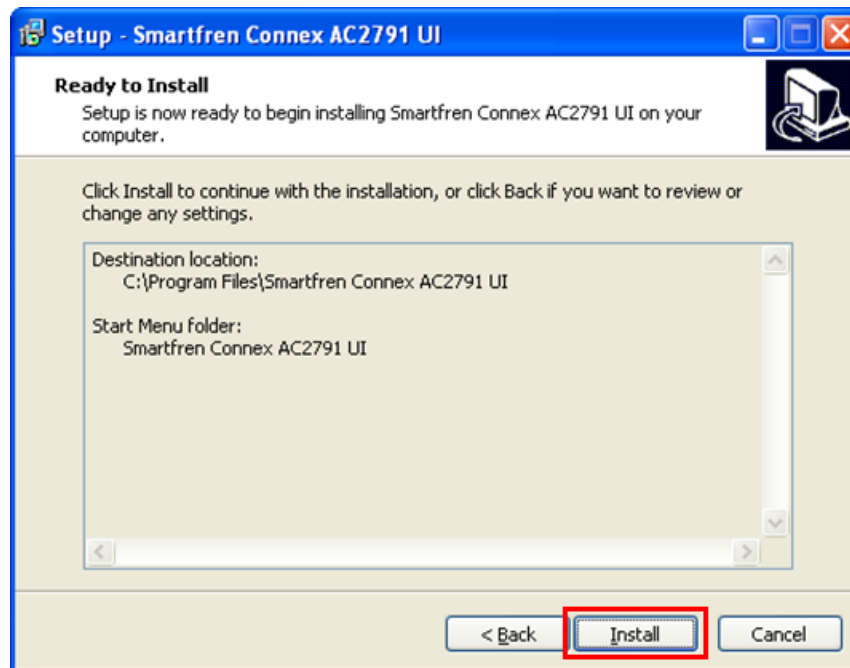 Setup - Smartfren Connex AC2791 UI
Ready to Install
Setup is now ready to begin installing Smartfren Connex AC2791 UI on your
computer.
Click Install to continue with the installation, or click Back if you want to review or
change any settings.
Destination location:
C:\Program Files\Smartfren Connex AC2791 UI
Start Menu folder:
Smartfren Connex AC2791 UI
< Back
Install
Cancel